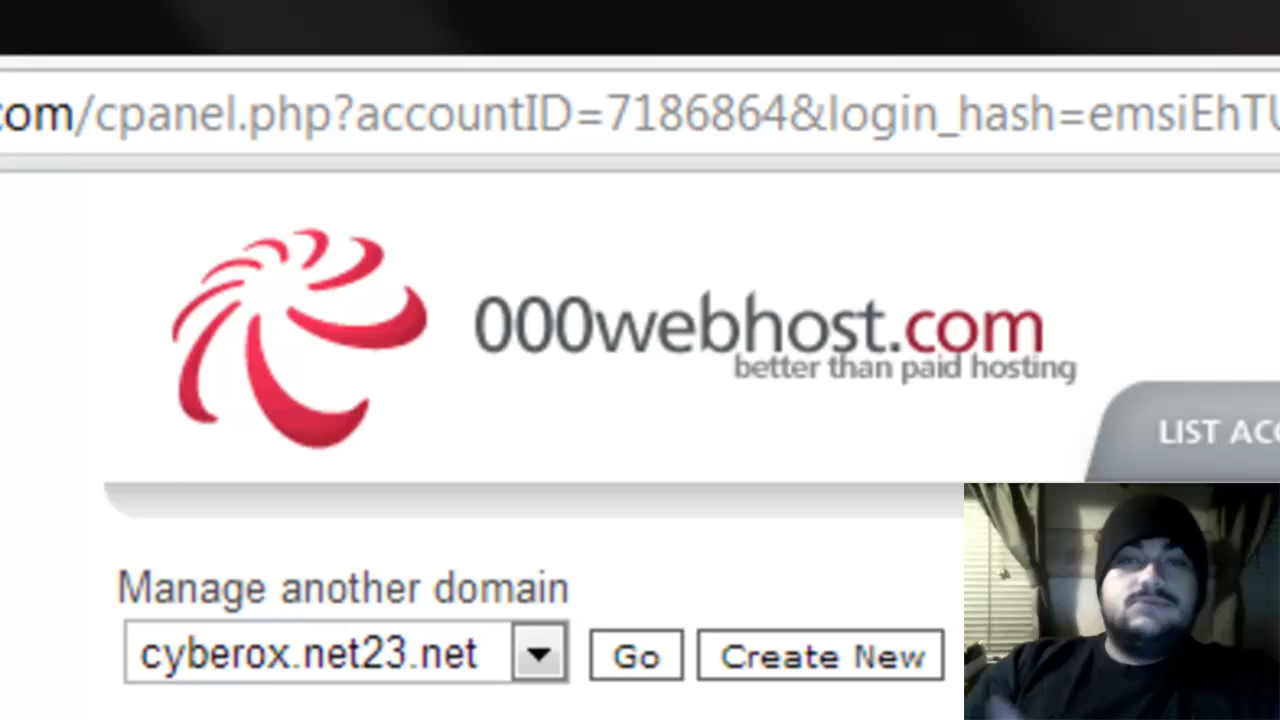 com/cpanel.php?accountID=7186864&login_hash=emsiEhTU
000webhost.com
better than paid hosting
LIST ACC
Manage another domain
cyberox.net23.net
Go Create New